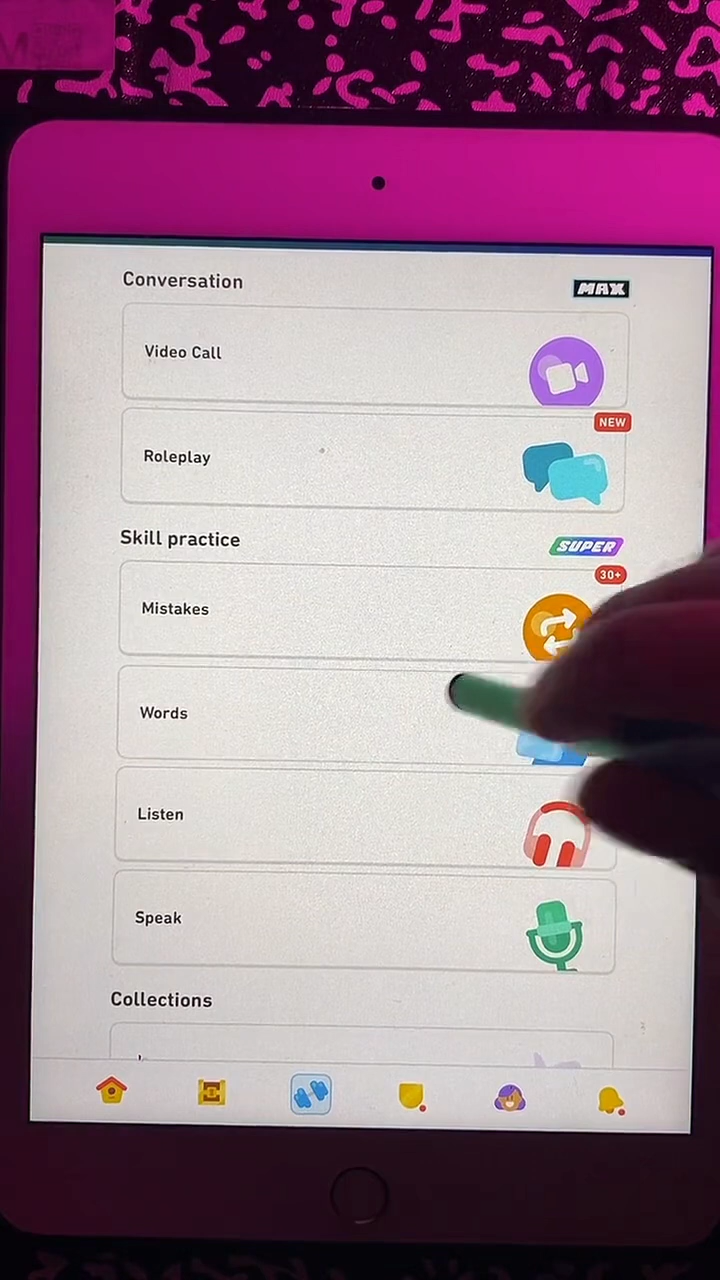 M
Conversation
MAX
Video Call
NEW
Roleplay
Skill practice
SUPER
30+
Mistakes
Words
Listen
Speak
Collections